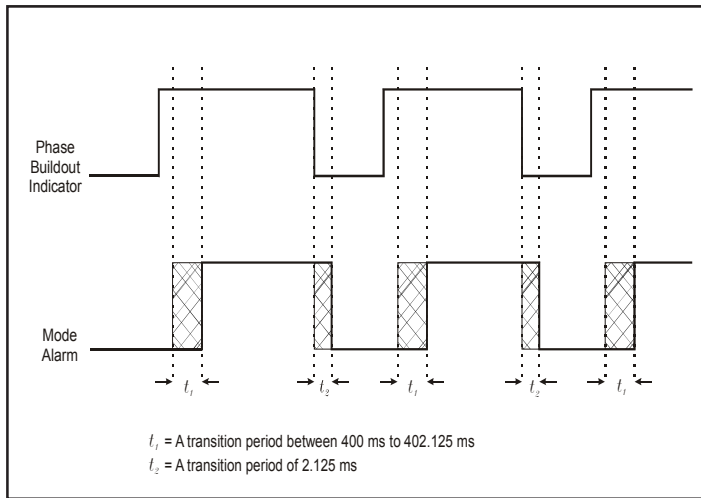 Phase
Buildout
Indicator
Mode
Alarm
t₁
t₂
t₁
t₂
t₁
t₁ = A transition period between 400 ms to 402.125 ms
t₂ = A transition period of 2.125 ms